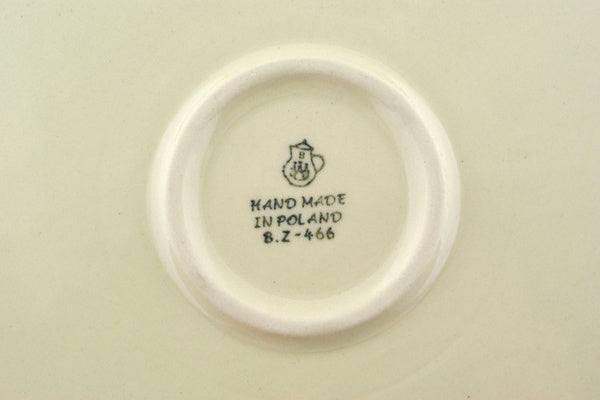 B
HAND MADE
IN POLAND
B.Z-466